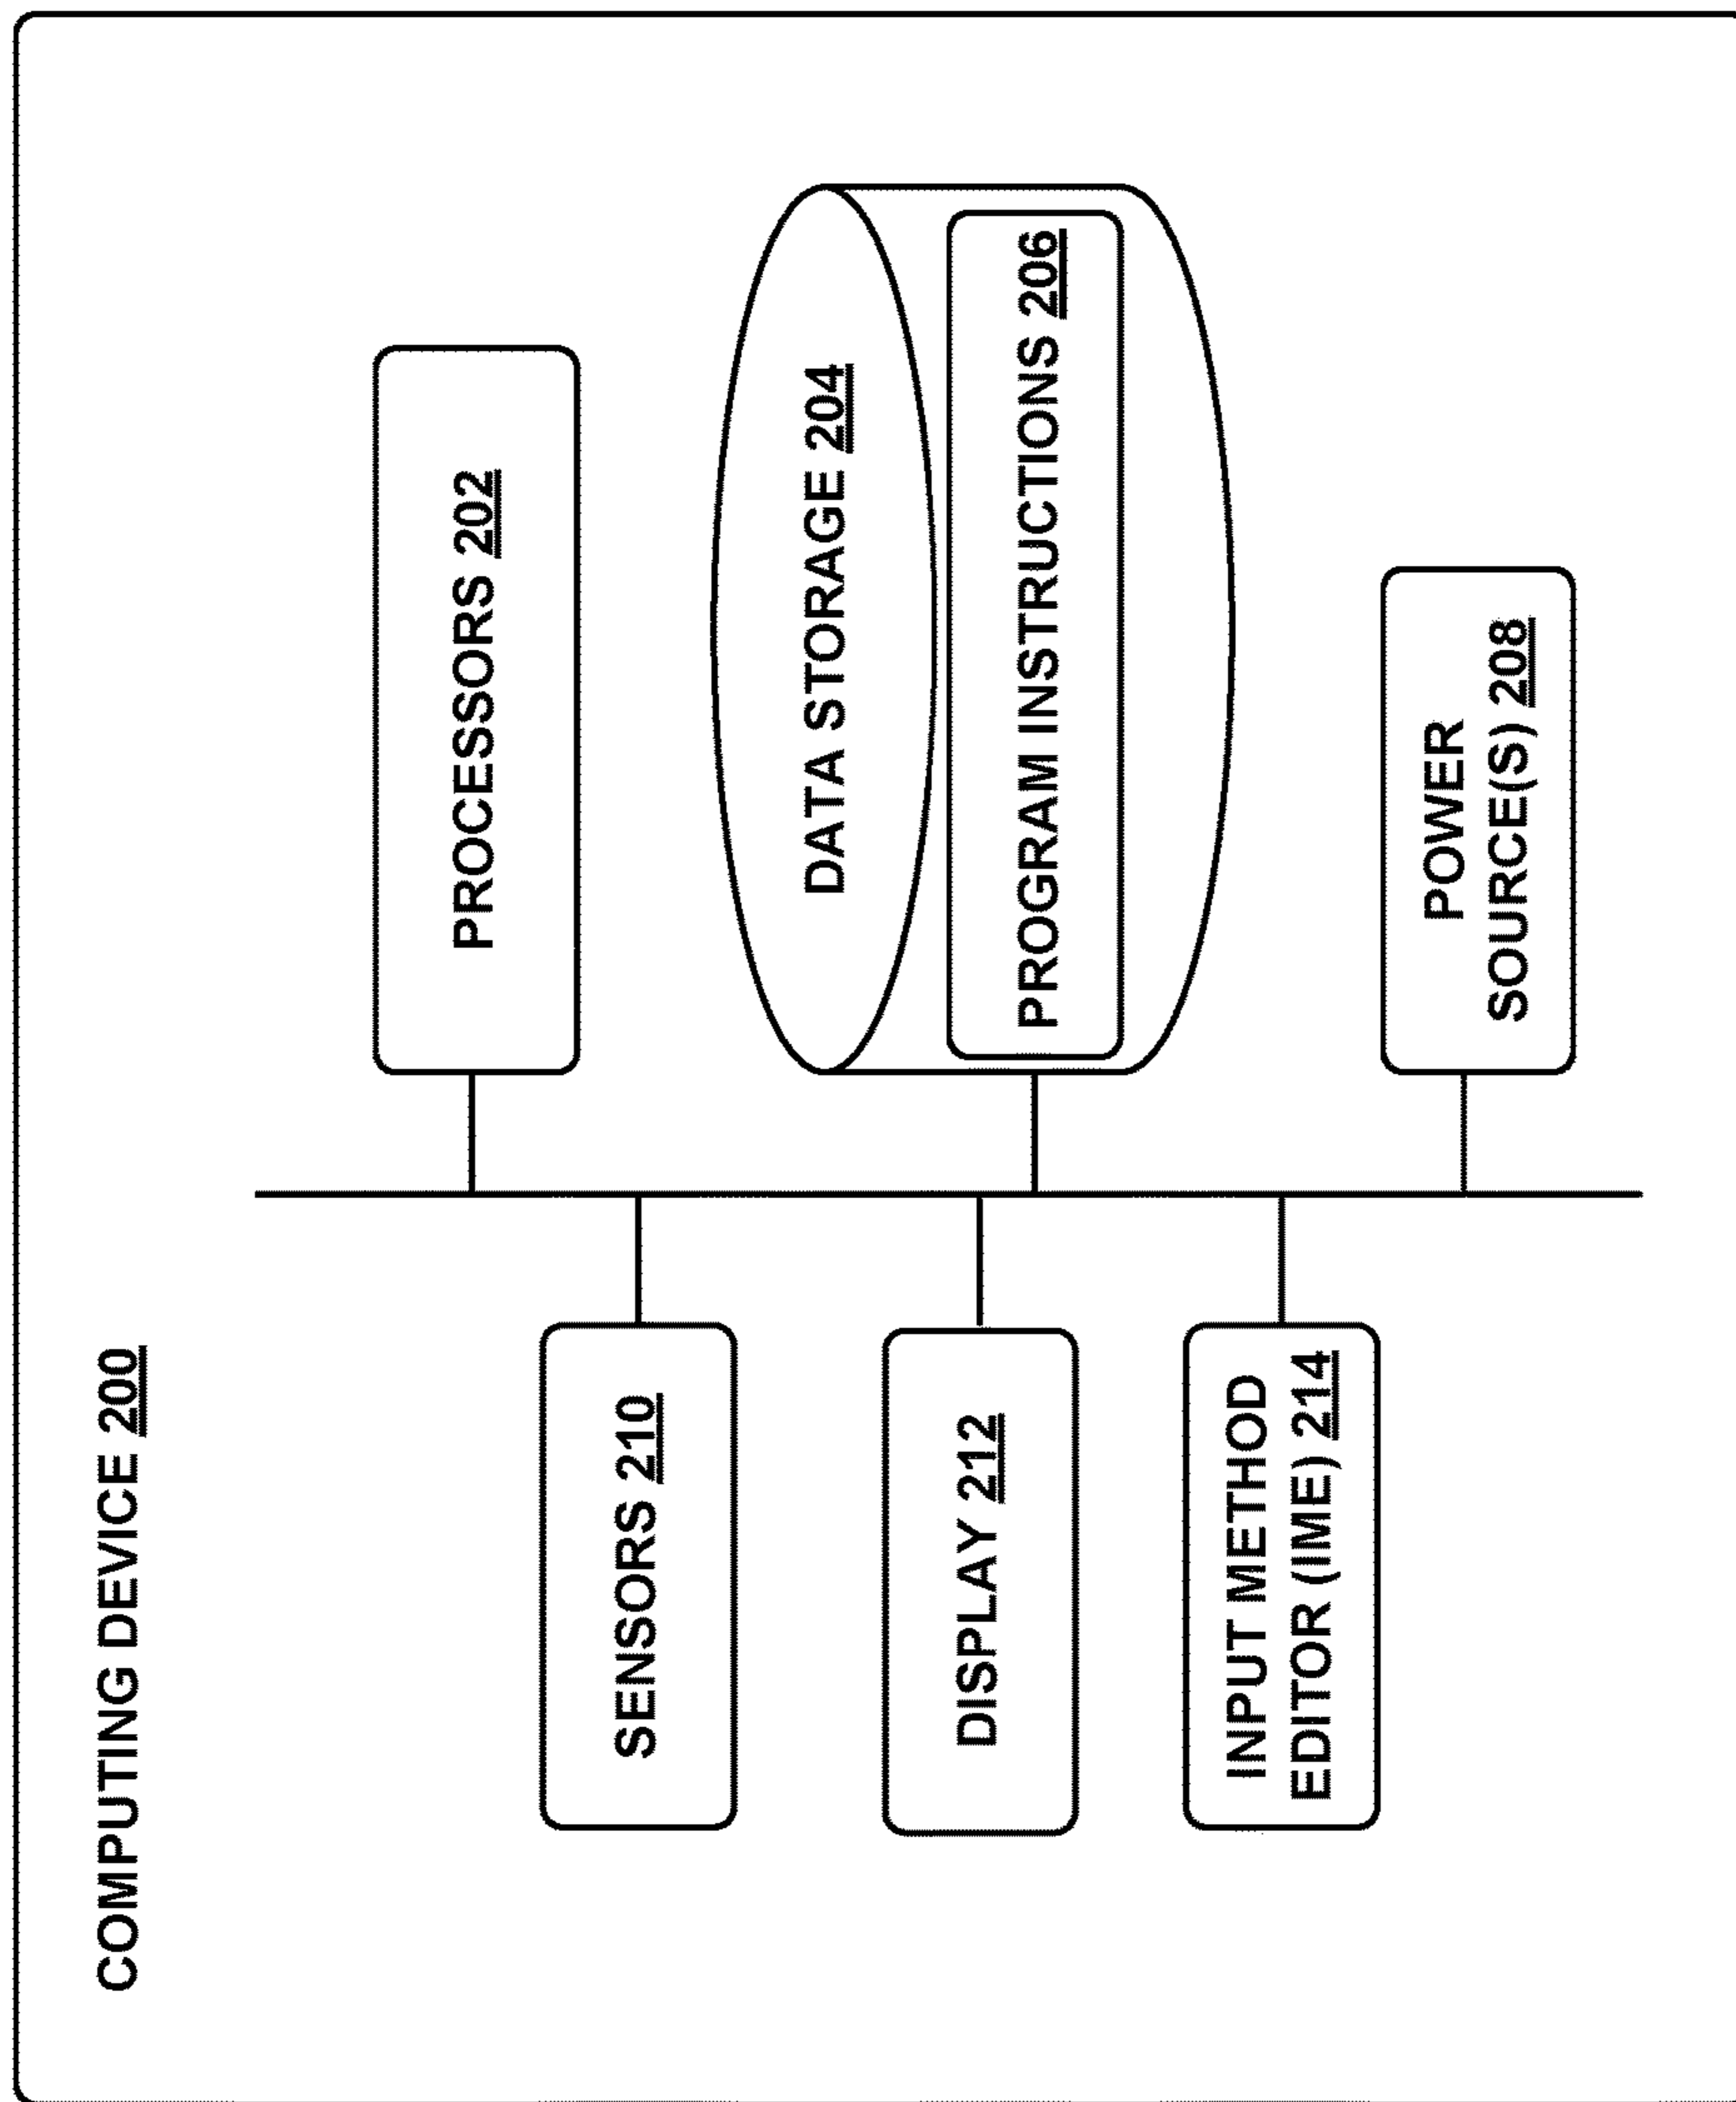 COMPUTING DEVICE 200
SENSORS 210
DISPLAY 212
INPUT METHOD
EDITOR (IME) 214
PROCESSORS 202
DATA STORAGE 204
PROGRAM INSTRUCTIONS 206
POWER
SOURCE(S) 208